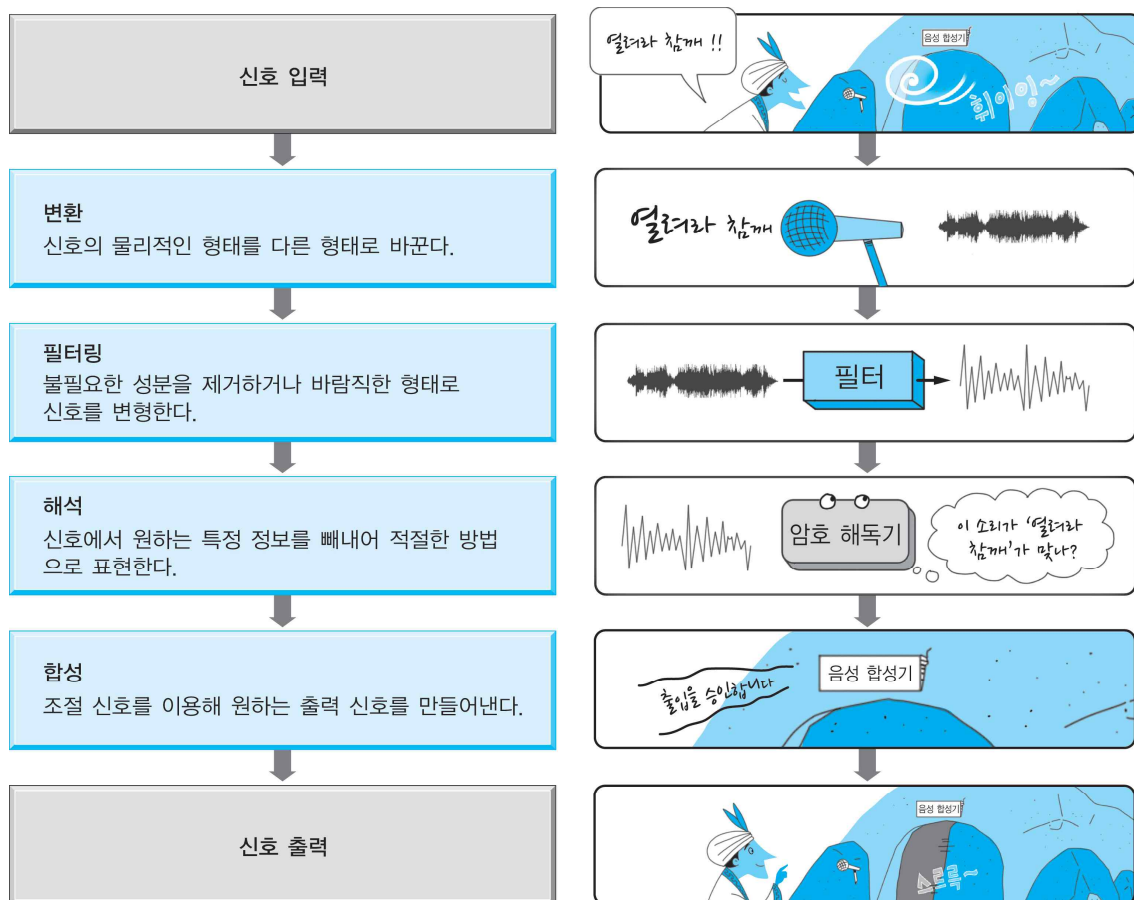 신호 입력
열려라 참깨 !!
음성 합성기
휘이잉~
변환
신호의 물리적인 형태를 다른 형태로 바꾼다.
열려라 참깨
필터링
불필요한 성분을 제거하거나 바람직한 형태로
신호를 변형한다.
필터
해석
신호에서 원하는 특정 정보를 빼내어 적절한 방법
으로 표현한다.
암호 해독기
이 소리가 '열려라
참깨'가 맞나?
합성
조절 신호를 이용해 원하는 출력 신호를 만들어낸다.
출입을 승인합니다
음성 합성기
신호 출력
음성 합성기
스르륵~